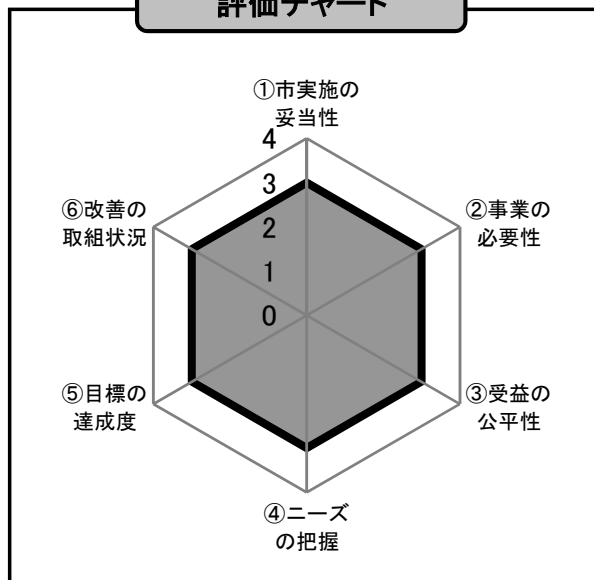 評価チャート
①市実施の
妥当性
4
3
2
1
0
②事業の
必要性
③受益の
公平性
④ニーズ
の把握
⑤目標の
達成度
⑥改善の
取組状況